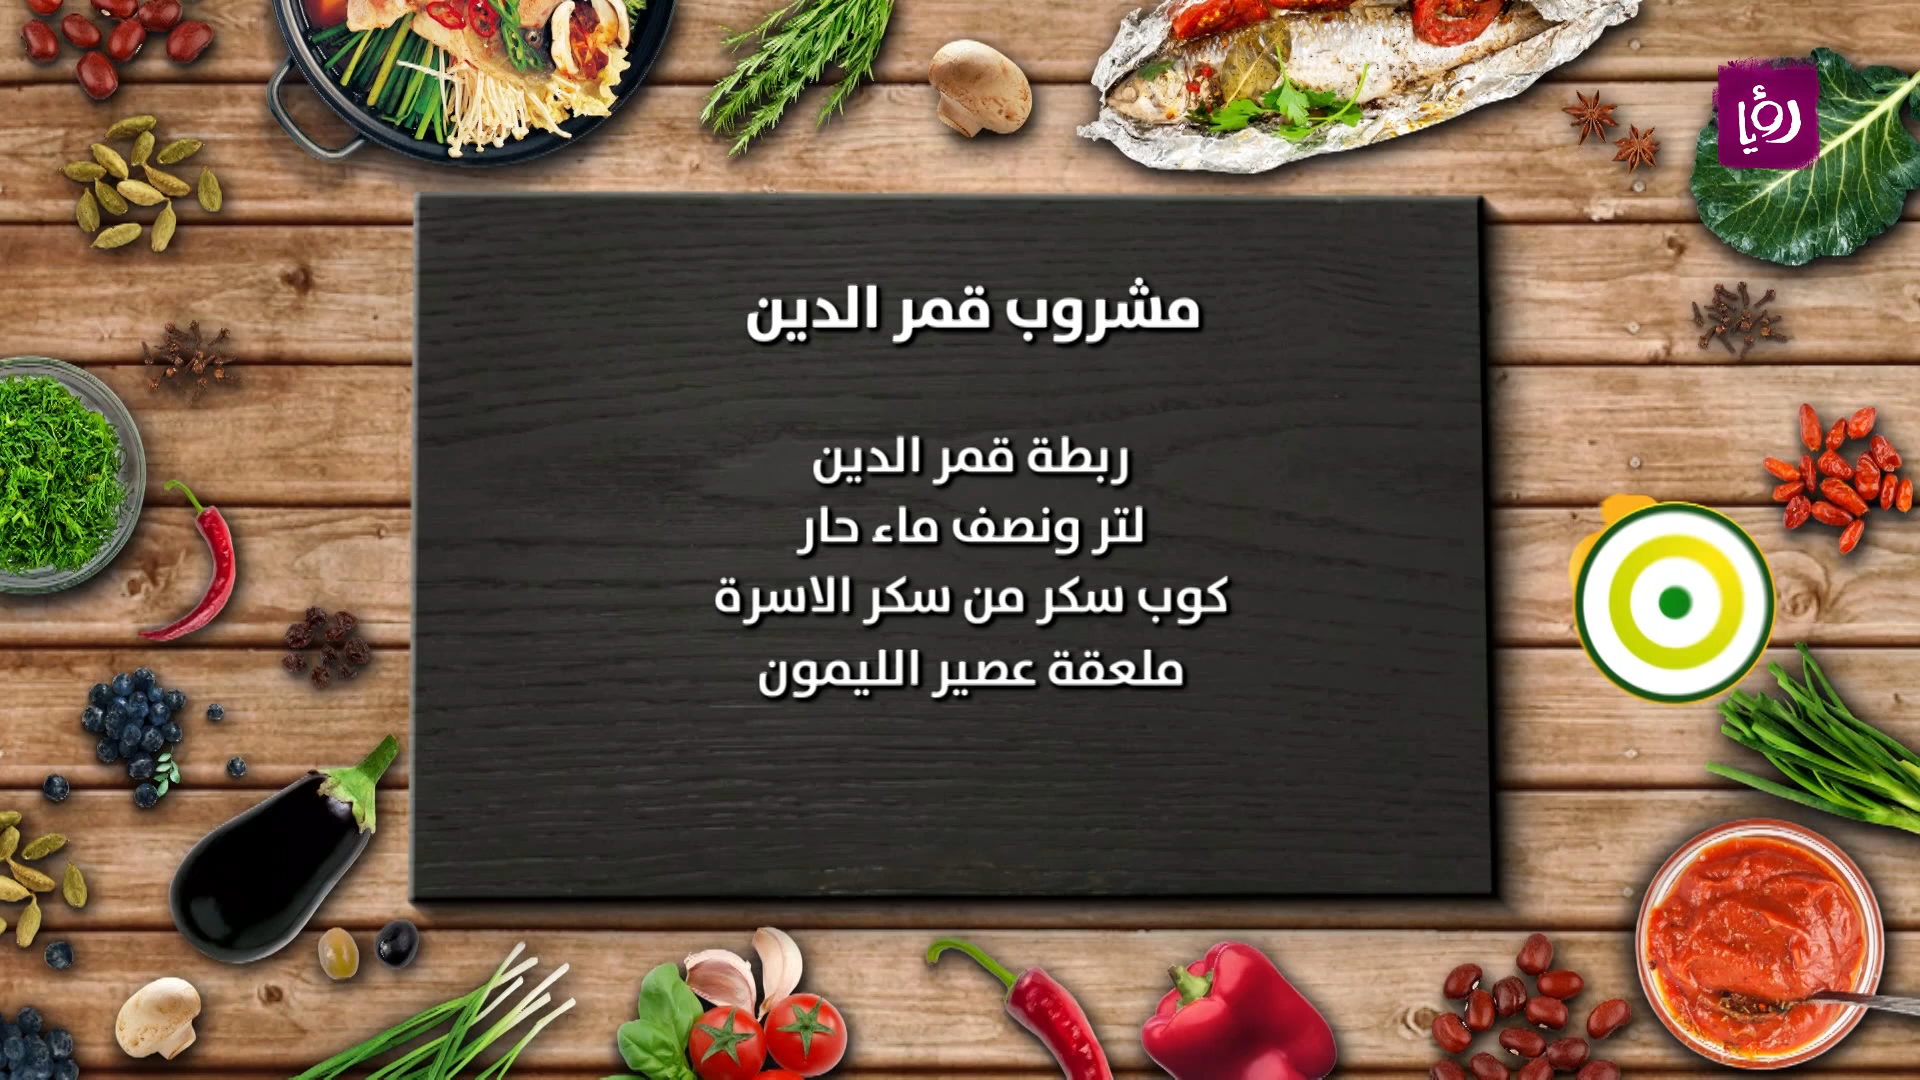 رؤيا
مشروب قمر الدين
ربطة قمر الدين
لتر ونصف ماء حار
كوب سكر من سكر الاسرة
ملعقة عصير الليمون